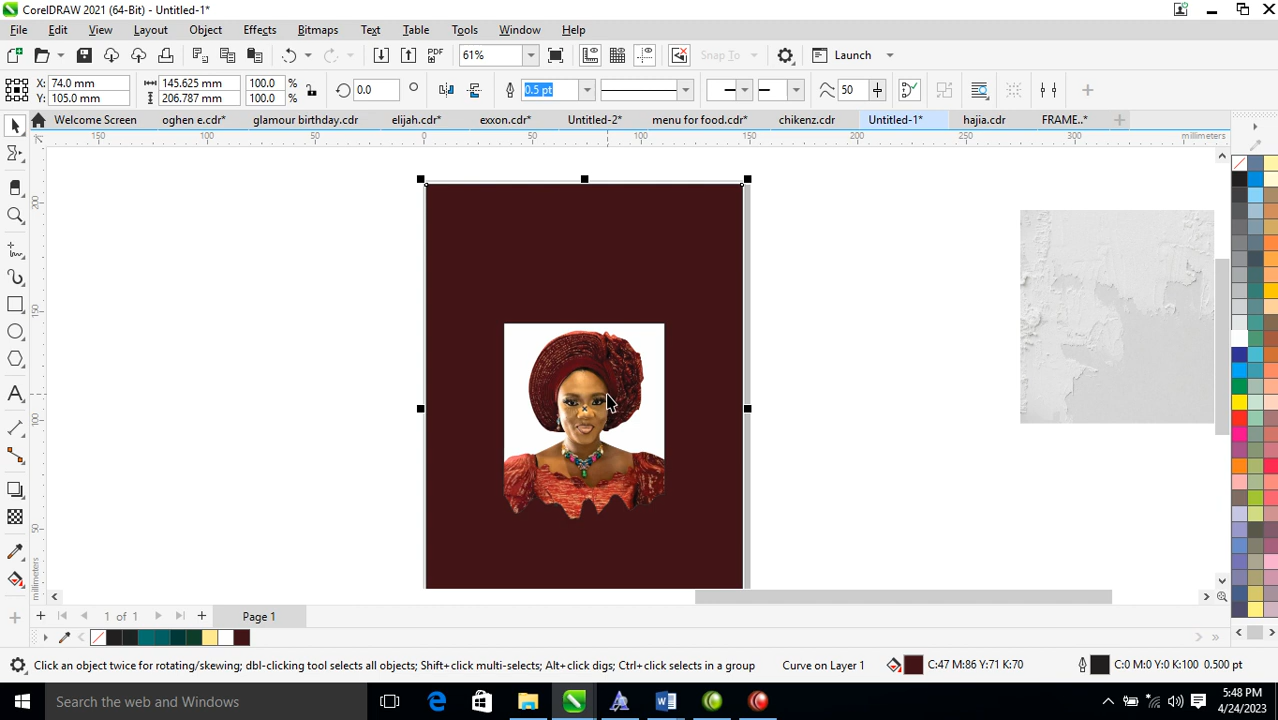 CorelDRAW 2021 (64-Bit) - Untitled-1*
File Edit View Layout Object Effects Bitmaps Text Table Tools Window Help
PDF 61% Snap To Launch
X: 74.0 mm 145.625 mm 100.0 % 0.0 0.5 pt 50
Y: 105.0 mm 206.787 mm 100.0 %
Welcome Screen oghen e.cdr* glamour birthday.cdr elijah.cdr* exxon.cdr* Untitled-2* menu for food.cdr* chikenz.cdr Untitled-1* hajia.cdr FRAME..*
150 100 50 0 50 100 150 200 250 300 millimeters
200
150
100
50
millimeters
1 of 1 Page 1
Click an object twice for rotating/skewing; dbl-clicking tool selects all objects; Shift+click multi-selects; Alt+click digs; Ctrl+click selects in a group Curve on Layer 1 C:47 M:86 Y:71 K:70 C:0 M:0 Y:0 K:100 0.500 pt
Search the web and Windows
5:48 PM
4/24/2023